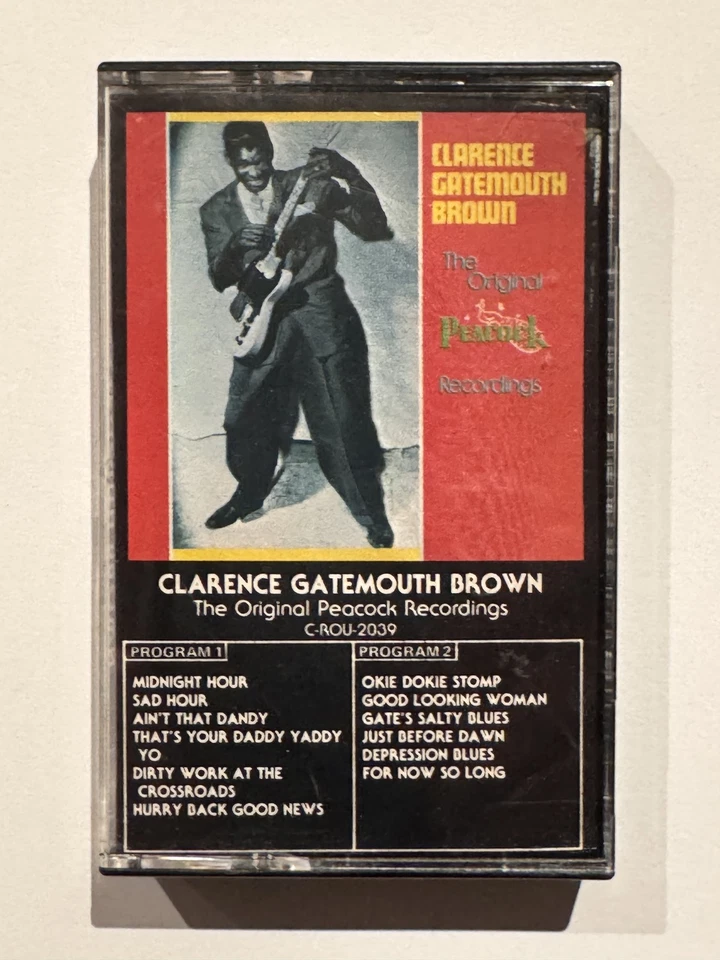 CLARENCE
GATEMOUTH
BROWN
The
Original
PEACOCK
Recordings
CLARENCE GATEMOUTH BROWN
The Original Peacock Recordings
C-ROU-2039
PROGRAM 1
MIDNIGHT HOUR
SAD HOUR
AIN'T THAT DANDY
THAT'S YOUR DADDY YADDY
YO
DIRTY WORK AT THE
CROSSROADS
HURRY BACK GOOD NEWS
PROGRAM 2
OKIE DOKIE STOMP
GOOD LOOKING WOMAN
GATE'S SALTY BLUES
JUST BEFORE DAWN
DEPRESSION BLUES
FOR NOW SO LONG